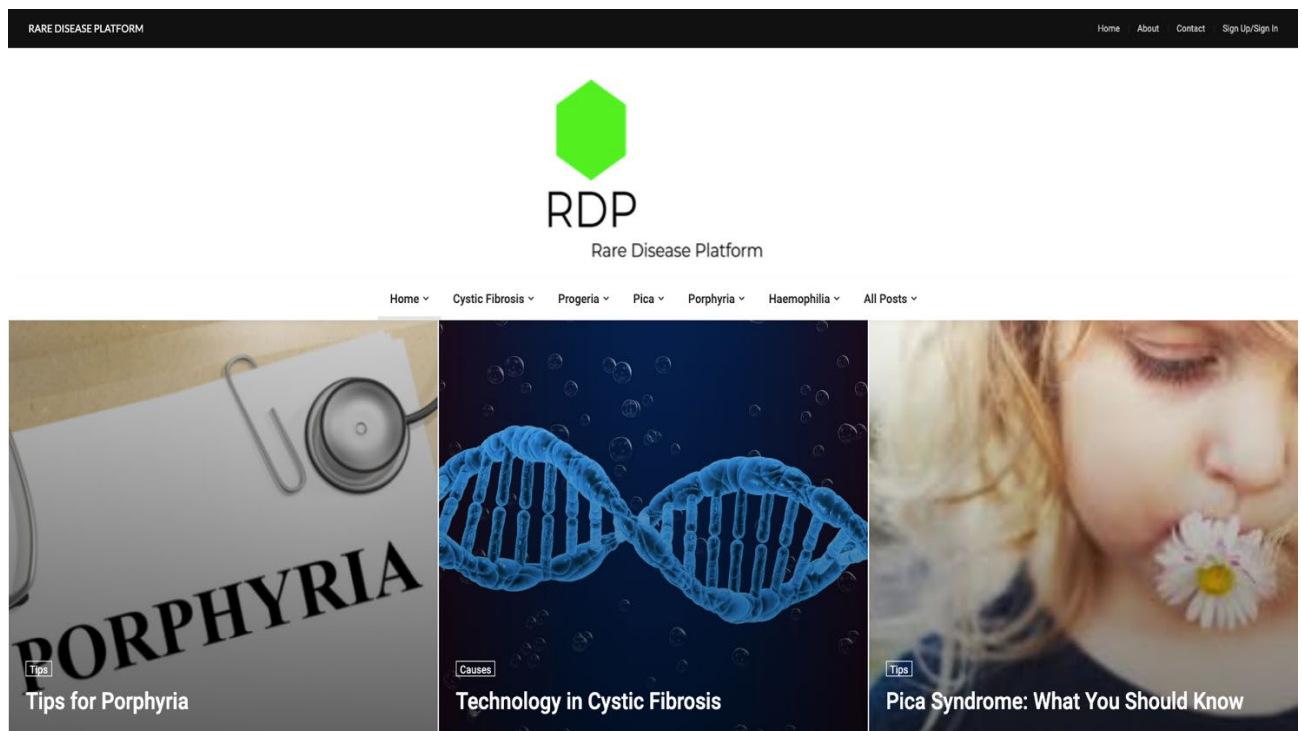 RARE DISEASE PLATFORM
Home About Contact Sign Up/Sign In
RDP
Rare Disease Platform
Home Cystic Fibrosis Progeria Pica Porphyria Haemophilia All Posts
PORPHYRIA
Tips
Tips for Porphyria
Causes
Technology in Cystic Fibrosis
Tips
Pica Syndrome: What You Should Know